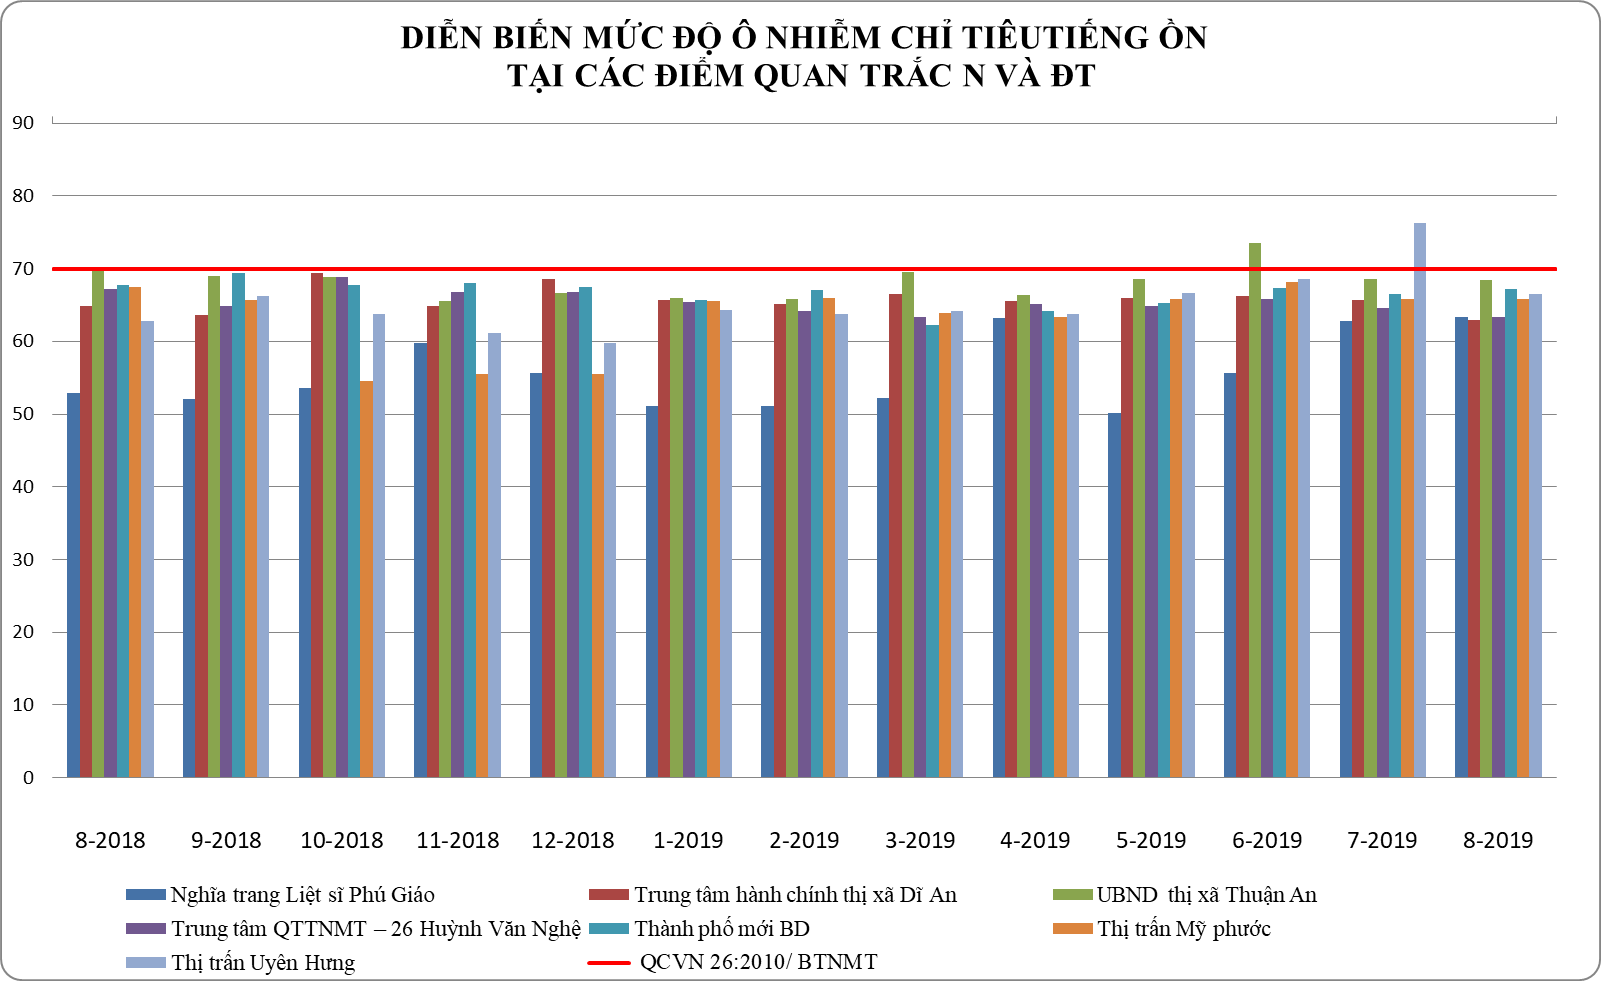 DIỄN BIẾN MỨC ĐỘ Ô NHIỄM CHỈ TIÊUTIẾNG ỒN
TẠI CÁC ĐIỂM QUAN TRẮC N VÀ ĐT
90
80
70
60
50
40
30
20
10
0
8-2018 9-2018 10-2018 11-2018 12-2018 1-2019 2-2019 3-2019 4-2019 5-2019 6-2019 7-2019 8-2019
Nghĩa trang Liệt sĩ Phú Giáo Trung tâm hành chính thị xã Dĩ An UBND thị xã Thuận An
Trung tâm QTTNMT – 26 Huỳnh Văn Nghệ Thành phố mới BD Thị trấn Mỹ phước
Thị trấn Uyên Hưng QCVN 26:2010/ BTNMT